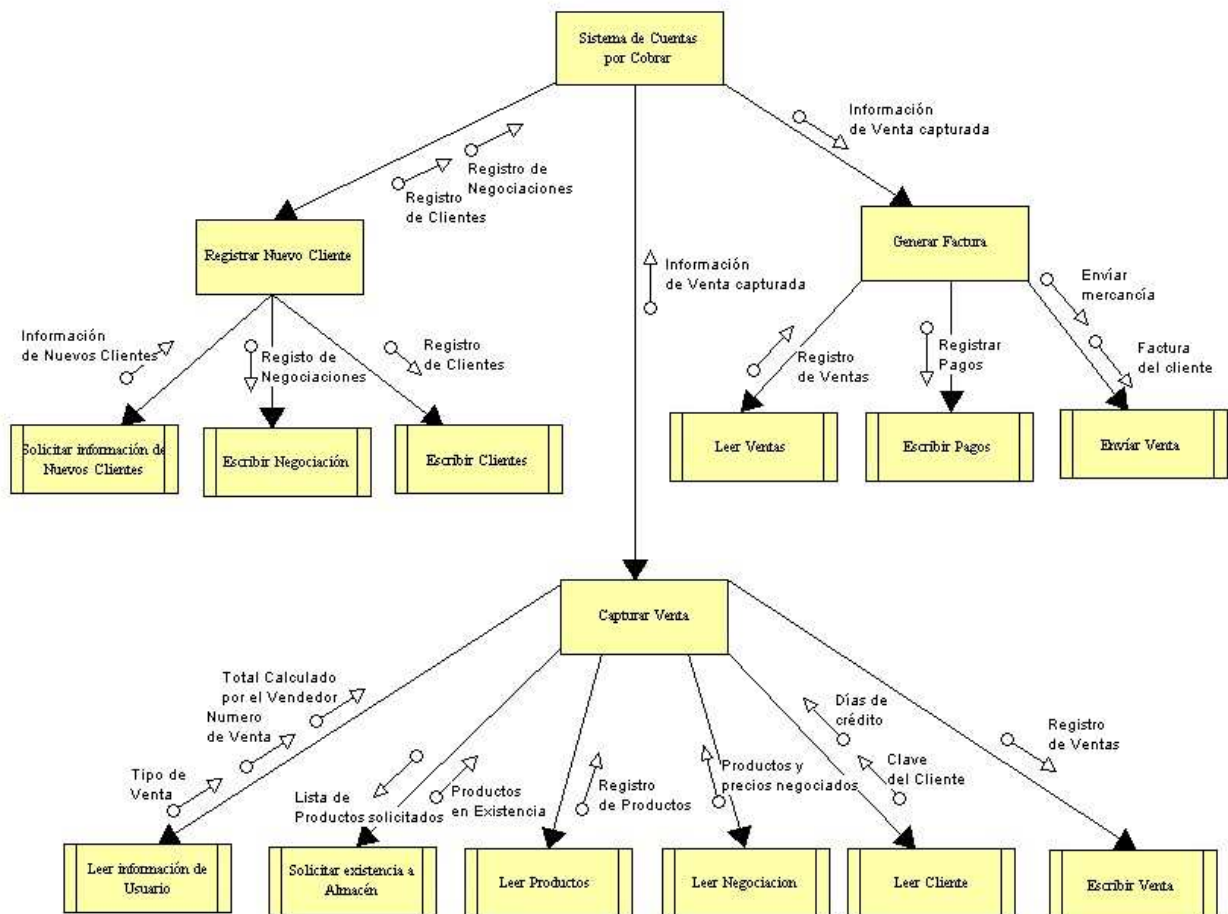 Sistema de Cuentas
por Cobrar
Información
de Venta capturada
Registro de
Negociaciones
Registro
de Clientes
Registrar Nuevo Cliente
Generar Factura
Información
de Venta capturada
Envíar
mercancía
Información
de Nuevos Clientes
Registo de
Negociaciones
Registro
de Clientes
Registro
de Ventas
Registrar
Pagos
Factura
del cliente
Solicitar información de
Nuevos Clientes
Escribir Negociación
Escribir Clientes
Leer Ventas
Escribir Pagos
Envíar Venta
Capturar Venta
Total Calculado
por el Vendedor
Numero
de Venta
Tipo de
Venta
Lista de
Productos solicitados
Productos
en Existencia
Registro
de Productos
Productos y
precios negociados
Días de
crédito
Clave
del Cliente
Registro
de Ventas
Leer información de
Usuario
Solicitar existencia a
Almacén
Leer Productos
Leer Negociacion
Leer Cliente
Escribir Venta